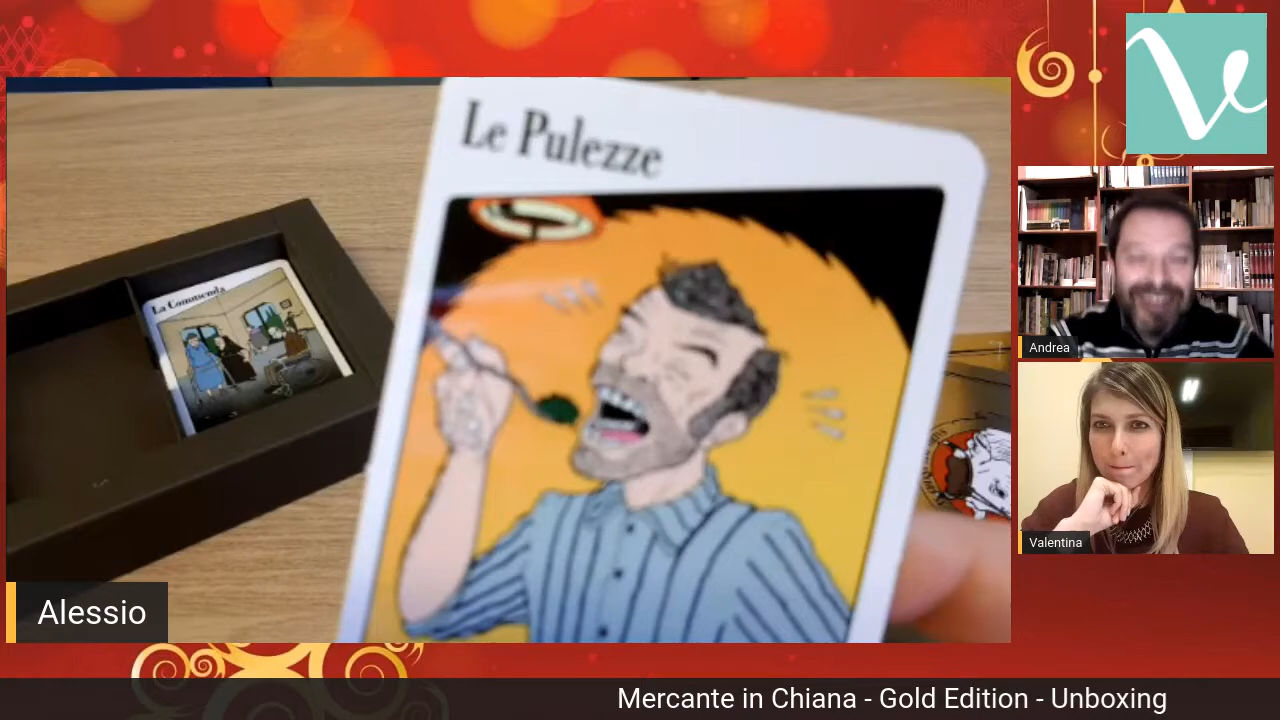 Le Pulezze
La Commenda
Andrea
Valentina
Alessio
Mercante in Chiana - Gold Edition - Unboxing